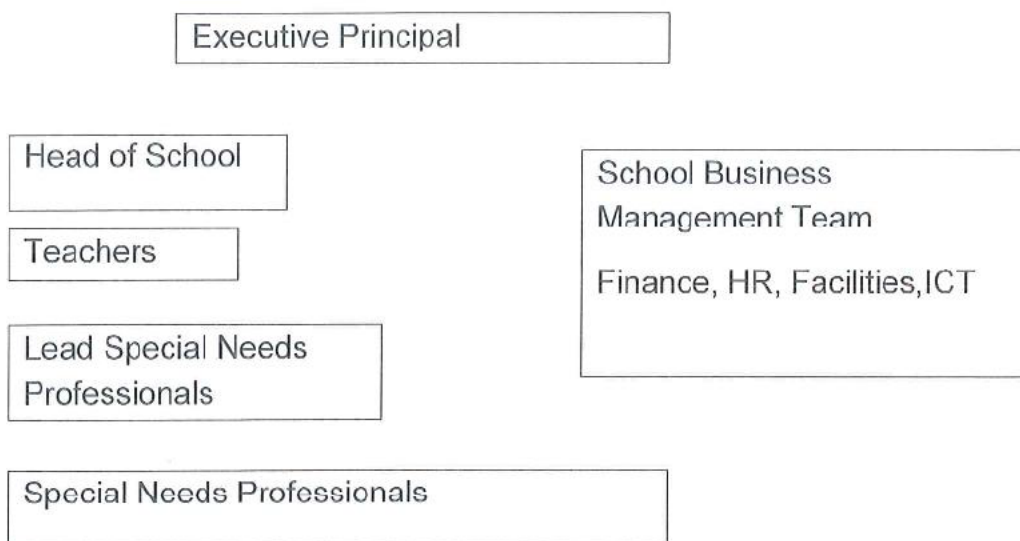 Executive Principal
Head of School
School Business
Management Team
Finance, HR, Facilities,ICT
Teachers
Lead Special Needs
Professionals
Special Needs Professionals